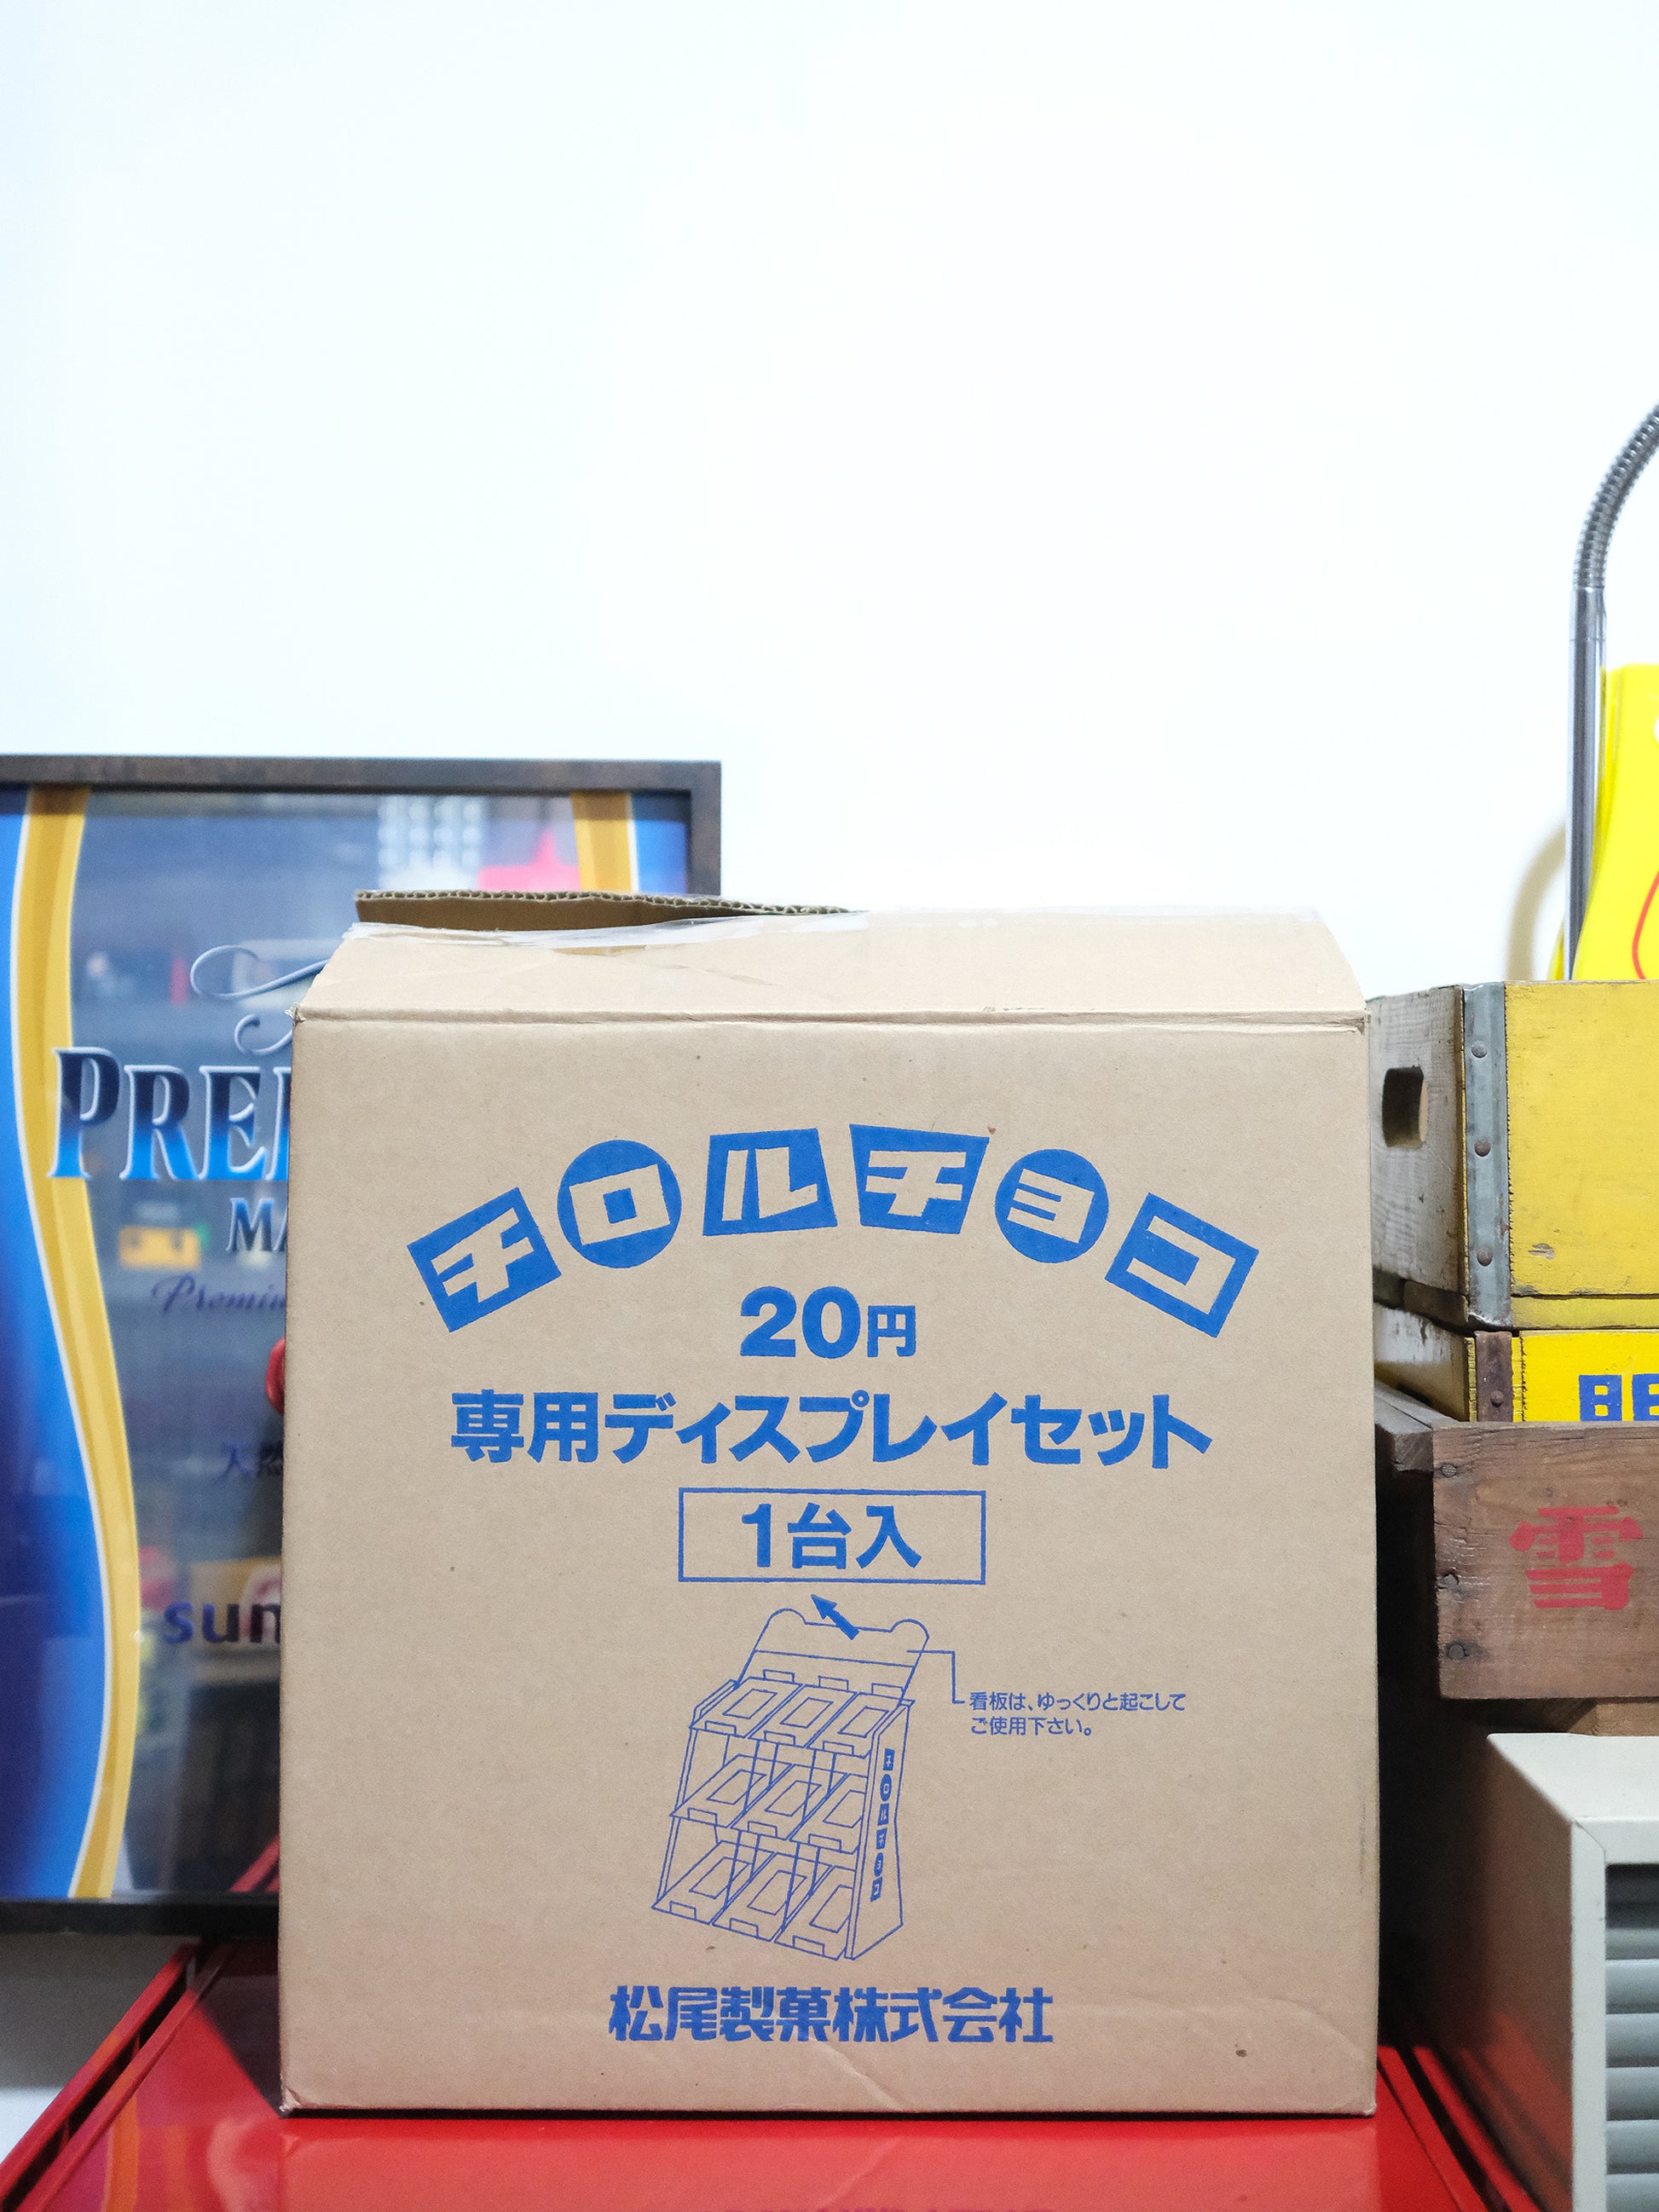 チロルチョコ
20円
専用ディスプレイセット
1台入
看板は、ゆっくりと起こして
ご使用下さい。
チロルチョコ
松尾製菓株式会社
PRE
MA
Premiu
天然
sun
雪